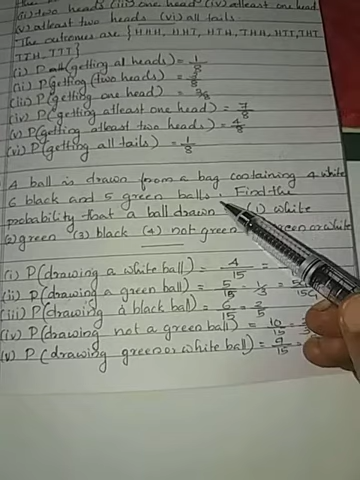 (ii) two heads (iii) one head (iv) atleast one head
(v) atleast two heads (vi) all tails
The outcomes are {HHH, HHT, HTH, THH, HTT, THT
TTH, TTT}
(i) P (getting all heads) = 1/8
(ii) P(getting (two heads) = 3/8
(iii) P(getting one head) = 3/8
(iv) P(getting atleast one head) = 7/8
(v) P(getting atleast two heads) = 4/8
(vi) P(getting all tails) = 1/8
A ball is drawn from a bag containing 4 white
6 black and 5 green balls. Find the
probability that a ball drawn (1) white
(2) green (3) black (4) not green green or white
(i) P(drawing a white ball) = 4/15 =
(ii) P(drawing a green ball) = 5/15 = 1/3 =
(iii) P(drawing a black ball) = 6/15 = 2/5
(iv) P(drawing not a green ball) = 10/15 =
(v) P(drawing green or white ball) = 9/15 =